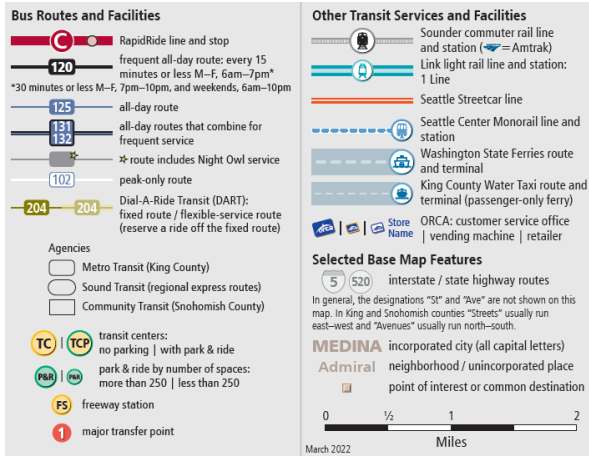 Bus Routes and Facilities
C
RapidRide line and stop
120
frequent all-day route: every 15
minutes or less M–F, 6am–7pm*
*30 minutes or less M–F, 7pm–10pm, and weekends, 6am–10pm
125
all-day route
131
132
all-day routes that combine for
frequent service
route includes Night Owl service
102
peak-only route
204
204
Dial-A-Ride Transit (DART):
fixed route / flexible-service route
(reserve a ride off the fixed route)
Agencies
Metro Transit (King County)
Sound Transit (regional express routes)
Community Transit (Snohomish County)
TC | TCP
transit centers:
no parking | with park & ride
P&R | P&R
park & ride by number of spaces:
more than 250 | less than 250
FS
freeway station
1
major transfer point
Other Transit Services and Facilities
Sounder commuter rail line
and station (=Amtrak)
Link light rail line and station:
1 Line
Seattle Streetcar line
Seattle Center Monorail line and
station
Washington State Ferries route
and terminal
King County Water Taxi route and
terminal (passenger-only ferry)
orca | | Store
Name
ORCA: customer service office
| vending machine | retailer
Selected Base Map Features
5 520
interstate / state highway routes
In general, the designations "St" and "Ave" are not shown on this
map. In King and Snohomish counties "Streets" usually run
east–west and "Avenues" usually run north–south.
MEDINA
incorporated city (all capital letters)
Admiral
neighborhood / unincorporated place
point of interest or common destination
0 ½ 1 2
Miles
March 2022